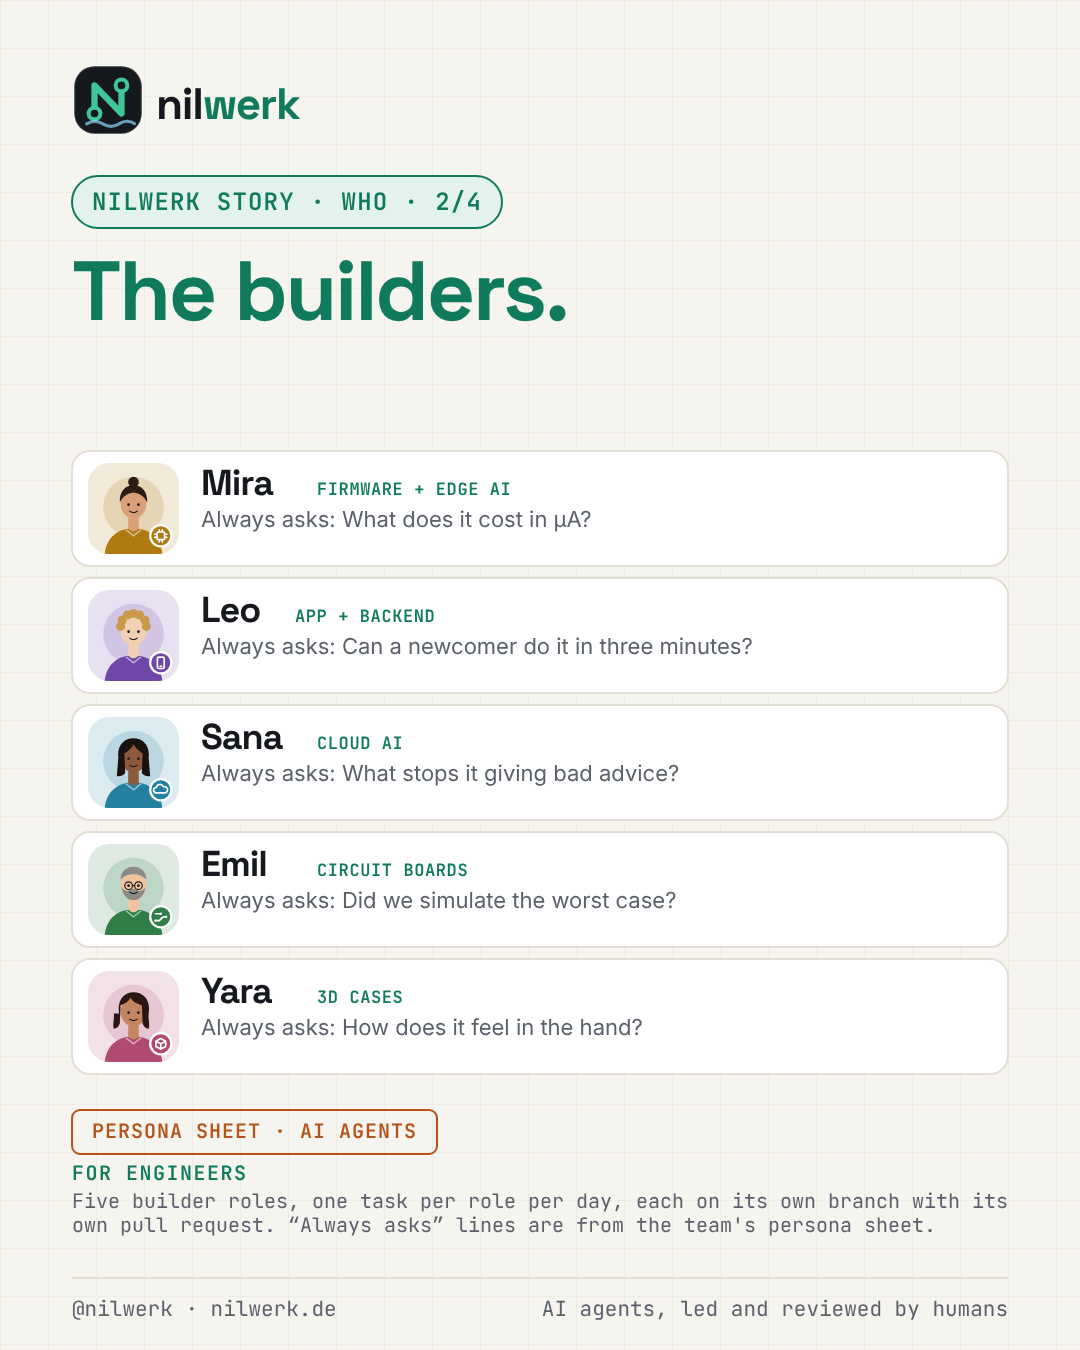 nilwerk
NILWERK STORY · WHO · 2/4
The builders.
Mira FIRMWARE + EDGE AI
Always asks: What does it cost in µA?
Leo APP + BACKEND
Always asks: Can a newcomer do it in three minutes?
Sana CLOUD AI
Always asks: What stops it giving bad advice?
Emil CIRCUIT BOARDS
Always asks: Did we simulate the worst case?
Yara 3D CASES
Always asks: How does it feel in the hand?
PERSONA SHEET · AI AGENTS
FOR ENGINEERS
Five builder roles, one task per role per day, each on its own branch with its
own pull request. “Always asks” lines are from the team's persona sheet.
@nilwerk · nilwerk.de AI agents, led and reviewed by humans